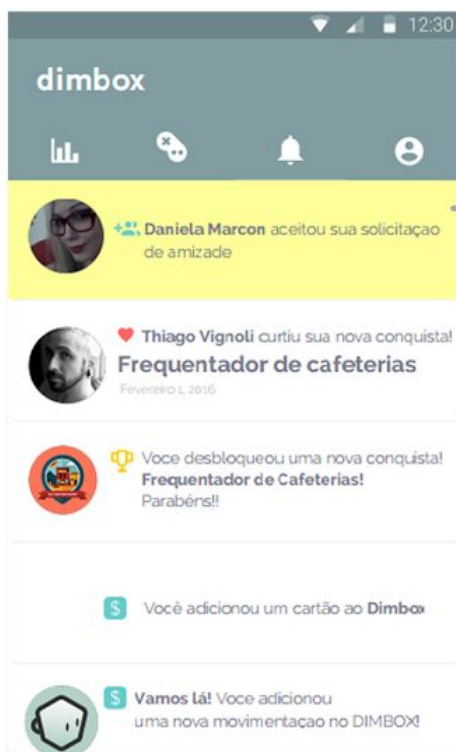 12:30
dimbox
Daniela Marcon aceitou sua solicitaçao
de amizade
Thiago Vignoli curtiu sua nova conquista!
Frequentador de cafeterias
Fevereiro 1, 2016
Voce desbloqueou uma nova conquista!
Frequentador de Cafeterias!
Parabéns!!
$ Você adicionou um cartão ao Dimbox
$ Vamos lá! Voce adicionou
uma nova movimentaçao no DIMBOX!